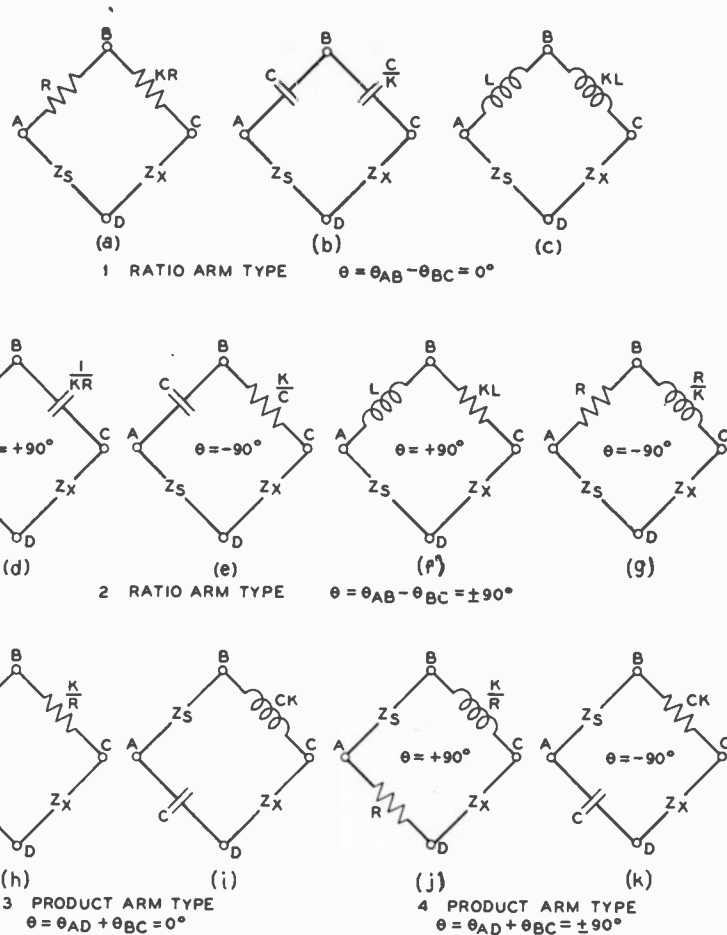 B B B
R KR C C/K L KL
A C A C A C
ZS ZX ZS ZX ZS ZX
D D D
(a) (b) (c)
1 RATIO ARM TYPE θ = θAB − θBC = 0°
B B B B
1/KR C K/C L KL R R/K
C A C A C A C
= +90° θ = −90° θ = +90° θ = −90°
ZX ZS ZX ZS ZX ZS ZX
D D D D
(d) (e) (f) (g)
2 RATIO ARM TYPE θ = θAB − θBC = ±90°
B B B B
K/R ZS CK ZS K/R ZS CK
C A C A C A C
θ = +90° θ = −90°
ZX C ZX R ZX C ZX
D D D D
(h) (i) (j) (k)
3 PRODUCT ARM TYPE 4 PRODUCT ARM TYPE
θ = θAD + θBC = 0° θ = θAD + θBC = ±90°